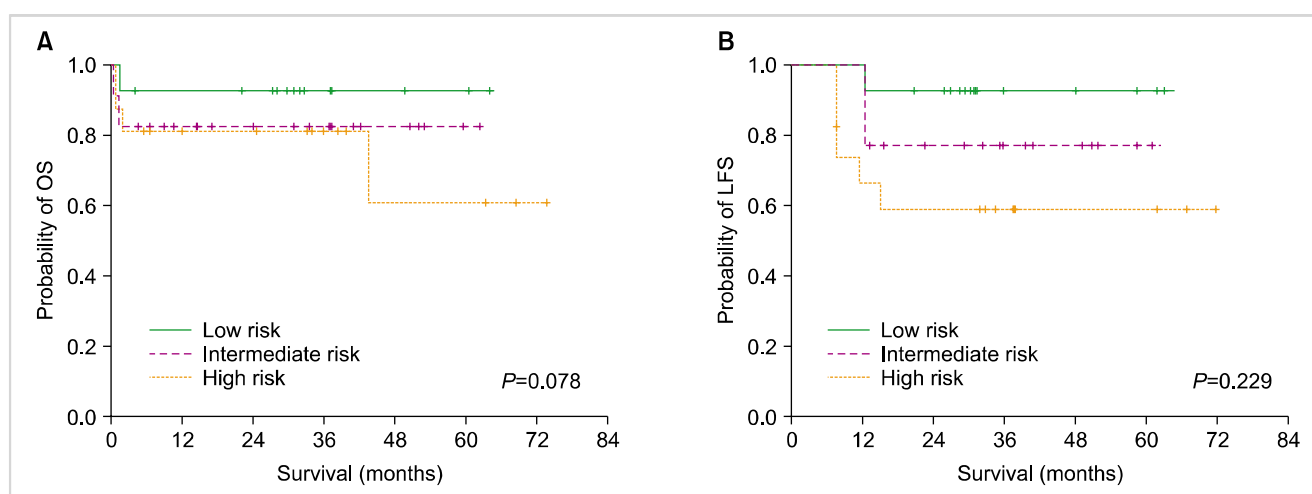 A
Probability of OS
1.0
0.8
0.6
0.4
0.2
0.0
Low risk
Intermediate risk
High risk
P=0.078
0 12 24 36 48 60 72 84
Survival (months)
B
Probability of LFS
1.0
0.8
0.6
0.4
0.2
0.0
Low risk
Intermediate risk
High risk
P=0.229
0 12 24 36 48 60 72 84
Survival (months)